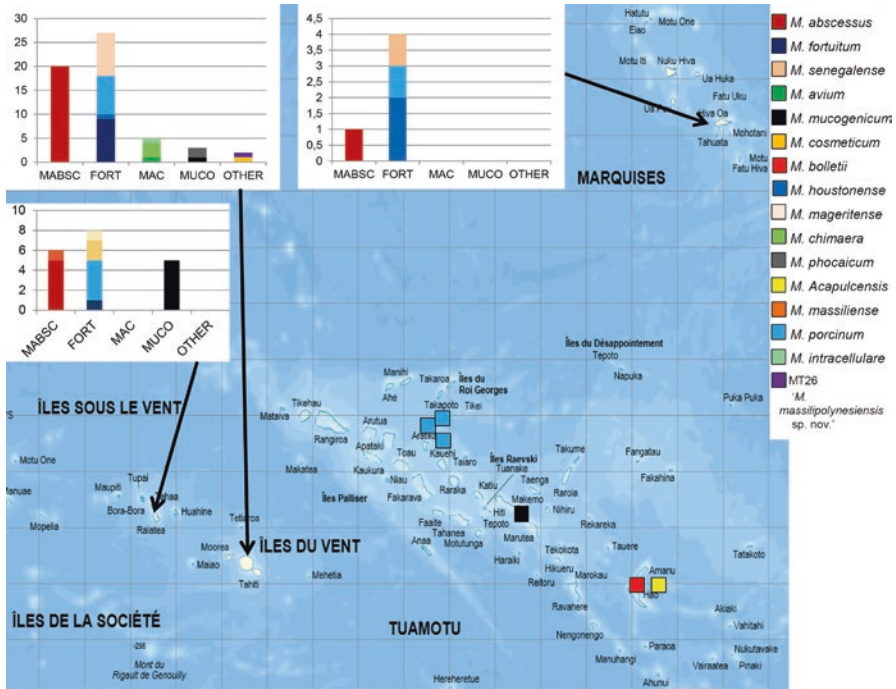 30
25
20
15
10
5
0
MABSC FORT MAC MUCO OTHER
4,5
4
3,5
3
2,5
2
1,5
1
0,5
0
MABSC FORT MAC MUCO OTHER
10
8
6
4
2
0
MABSC FORT MAC MUCO OTHER
Hatutu
Motu One
Eiao
Motu Iti
Nuku Hiva
Ua Huka
Fatu Uku
Hiva Oa
Mohotani
Tahuata
Motu
Fatu Hiva
MARQUISES
M. abscessus
M. fortuitum
M. senegalense
M. avium
M. mucogenicum
M. cosmeticum
M. bolletii
M. houstonense
M. mageritense
M. chimaera
M. phocaicum
M. Acapulcensis
M. massiliense
M. porcinum
M. intracellulare
MT26
'M.
massilipolynesiensis
sp. nov.'
Îles du Désappointement
Tepoto
Napuka
Puka Puka
Îles du
Roi Georges
Manihi
Takaroa
Ahe
Takapoto
Tikei
ÎLES SOUS LE VENT
Mataiva
Tikehau
Rangiroa
Arutua
Apataki
Aratika
Kauehi
Toau
Taiaro
Makatea
Kaukura
Niau
Îles Palliser
Fakarava
Raraka
Îles Raevski
Tuanake
Katiu
Taenga
Makemo
Takume
Raroia
Fangatau
Fakahina
Hiti
Tepoto
Nihiru
Marutea
Rekareka
Faaite
Tahanea
Motutunga
Anaa
Haraiki
Tekokota
Tauere
Tatakoto
Hikueru
Marokau
Amanu
Hao
Reitoru
Ravahere
Nengonengo
Akiaki
Vahitahi
Paraoa
Manuhangi
Nukutavake
Vairaatea
Pinaki
Ahunui
Hereheretue
TUAMOTU
Motu One
Manuae
Maupiti
Tupai
Tahaa
Bora-Bora
Huahine
Raiatea
Mopelia
Tetiaroa
Moorea
Maiao
ÎLES DU VENT
Tahiti
Mehetia
ÎLES DE LA SOCIÉTÉ
-296
Mont du
Rigault de Genouilly